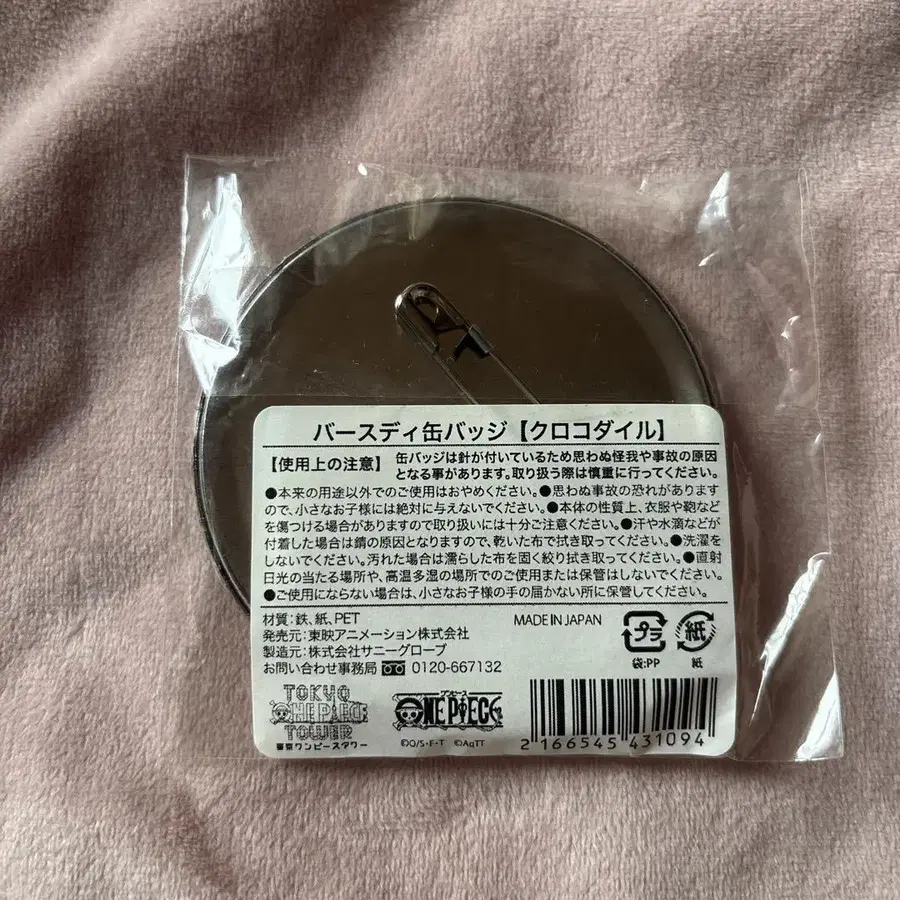 バースディ缶バッジ【クロコダイル】
【使用上の注意】 缶バッジは針が付いているため思わぬ怪我や事故の原因
となる事があります。取り扱う際は慎重に行ってください。
●本来の用途以外でのご使用はおやめください。●思わぬ事故の恐れがあります
ので、小さなお子様には絶対に与えないでください。●本体の性質上、衣服や鞄など
を傷つける場合がありますので取り扱いには十分ご注意ください。●汗や水滴などが
付着した場合は錆の原因となりますので、乾いた布で拭き取ってください。●洗濯を
しないでください。汚れた場合は濡らした布を固く絞り拭き取ってください。●直射
日光の当たる場所や、高温多湿の場所でのご使用または保管はしないでください。
●ご使用にならない場合は、小さなお子様の手の届かない所に保管してください。
材質:鉄、紙、PET
MADE IN JAPAN
発売元:東映アニメーション株式会社
製造元:株式会社サニーグローブ
お問い合わせ事務局 0120-667132
プラ
袋:PP
紙
紙
TOKYO
ONE PIECE
TOWER
東京ワンピースタワー
ワンピース
ONE PIECE
©O/S・F・T ©AqTT
2 166545 431094